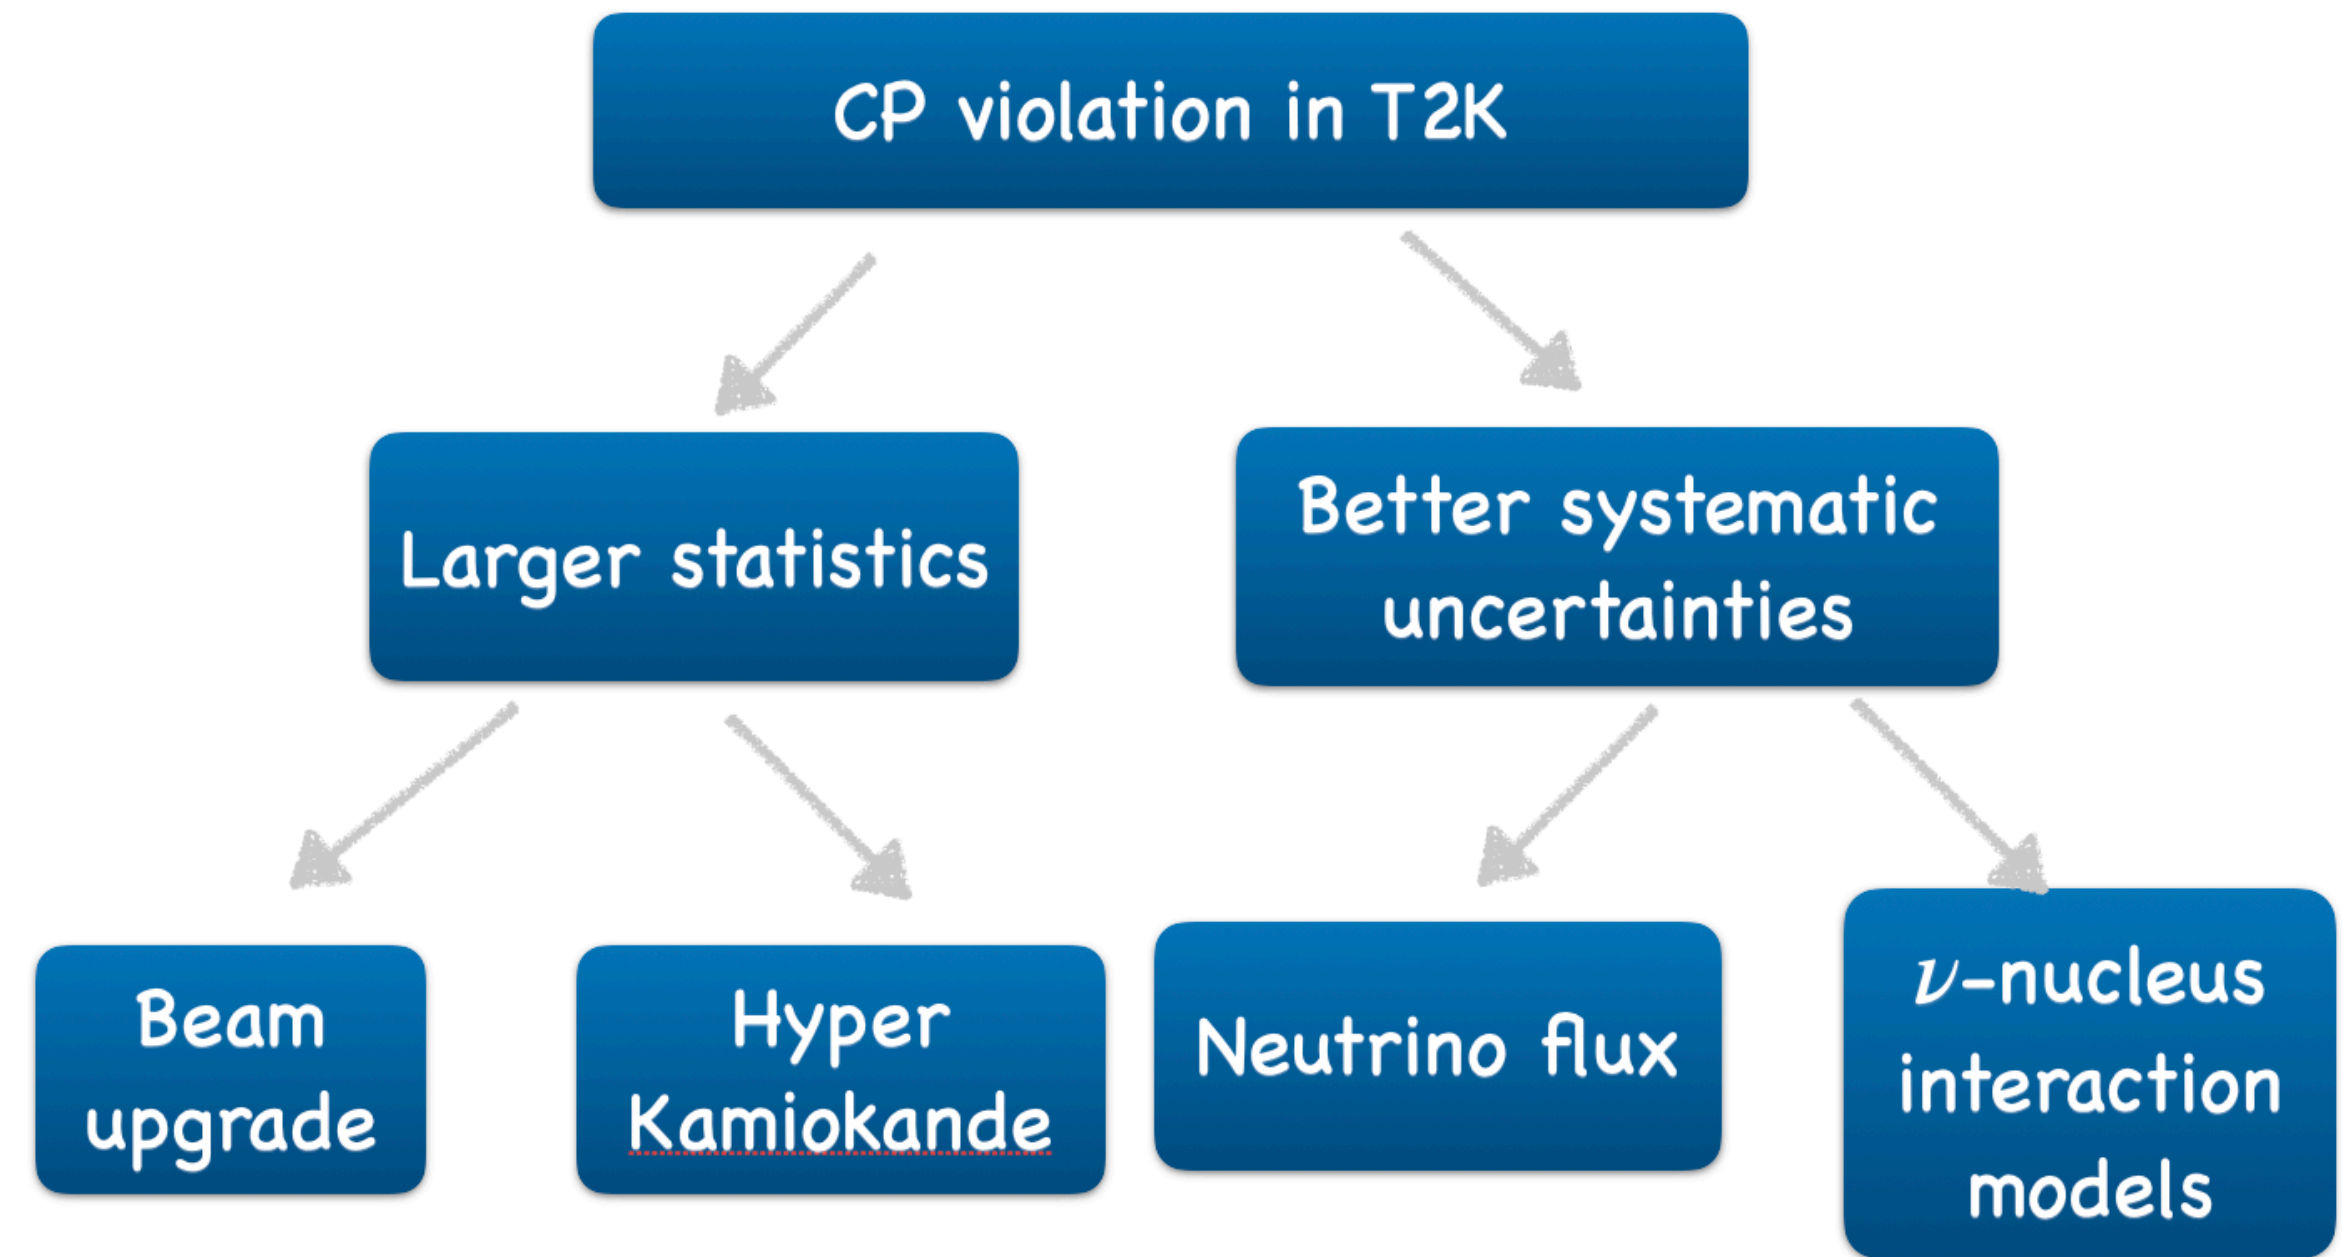 CP violation in T2K
Larger statistics
Better systematic
uncertainties
Beam
upgrade
Hyper
Kamiokande
Neutrino flux
ν-nucleus
interaction
models